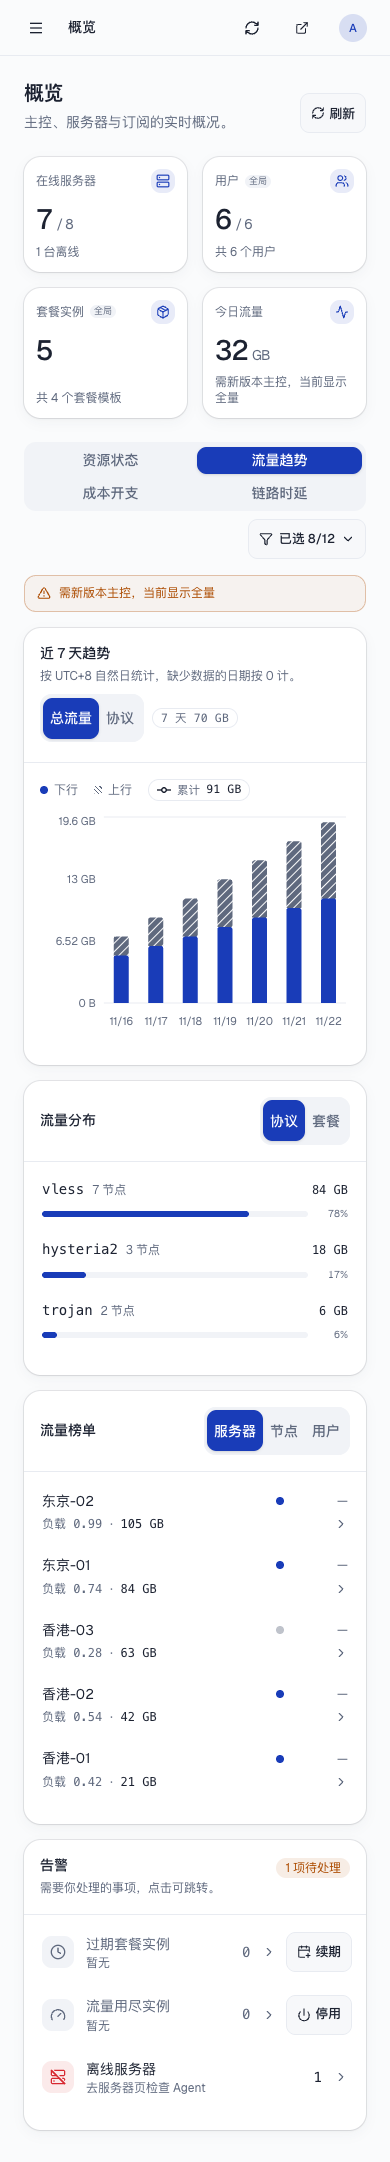 概览
A
概览
主控、服务器与订阅的实时概况。
刷新
在线服务器
7 / 8
1 台离线
用户 全局
6 / 6
共 6 个用户
套餐实例 全局
5
共 4 个套餐模板
今日流量
32 GB
需新版本主控，当前显示
全量
资源状态
流量趋势
成本开支
链路时延
已选 8/12
需新版本主控，当前显示全量
近 7 天趋势
按 UTC+8 自然日统计，缺少数据的日期按 0 计。
总流量 协议 7 天 70 GB
下行 上行 累计 91 GB
19.6 GB
13 GB
6.52 GB
0 B
11/16 11/17 11/18 11/19 11/20 11/21 11/22
流量分布
协议 套餐
vless 7 节点 84 GB
78%
hysteria2 3 节点 18 GB
17%
trojan 2 节点 6 GB
6%
流量榜单
服务器 节点 用户
东京-02 —
负载 0.99 · 105 GB
东京-01 —
负载 0.74 · 84 GB
香港-03 —
负载 0.28 · 63 GB
香港-02 —
负载 0.54 · 42 GB
香港-01 —
负载 0.42 · 21 GB
告警
需要你处理的事项，点击可跳转。
1 项待处理
过期套餐实例
暂无
0
续期
流量用尽实例
暂无
0
停用
离线服务器
去服务器页检查 Agent
1